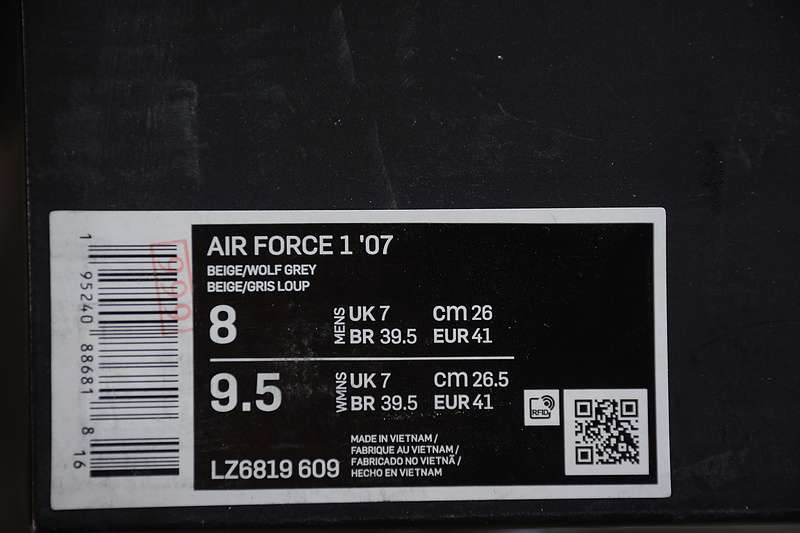 1 95240 88681 8 16
AIR FORCE 1 '07
BEIGE/WOLF GREY
BEIGE/GRIS LOUP
8
MENS
UK 7 cm 26
BR 39.5 EUR 41
9.5
WMNS
UK 7 cm 26.5
BR 39.5 EUR 41
RFID
LZ6819 609
MADE IN VIETNAM /
FABRIQUE AU VIETNAM /
FABRICADO NO VIETNÃ /
HECHO EN VIETNAM